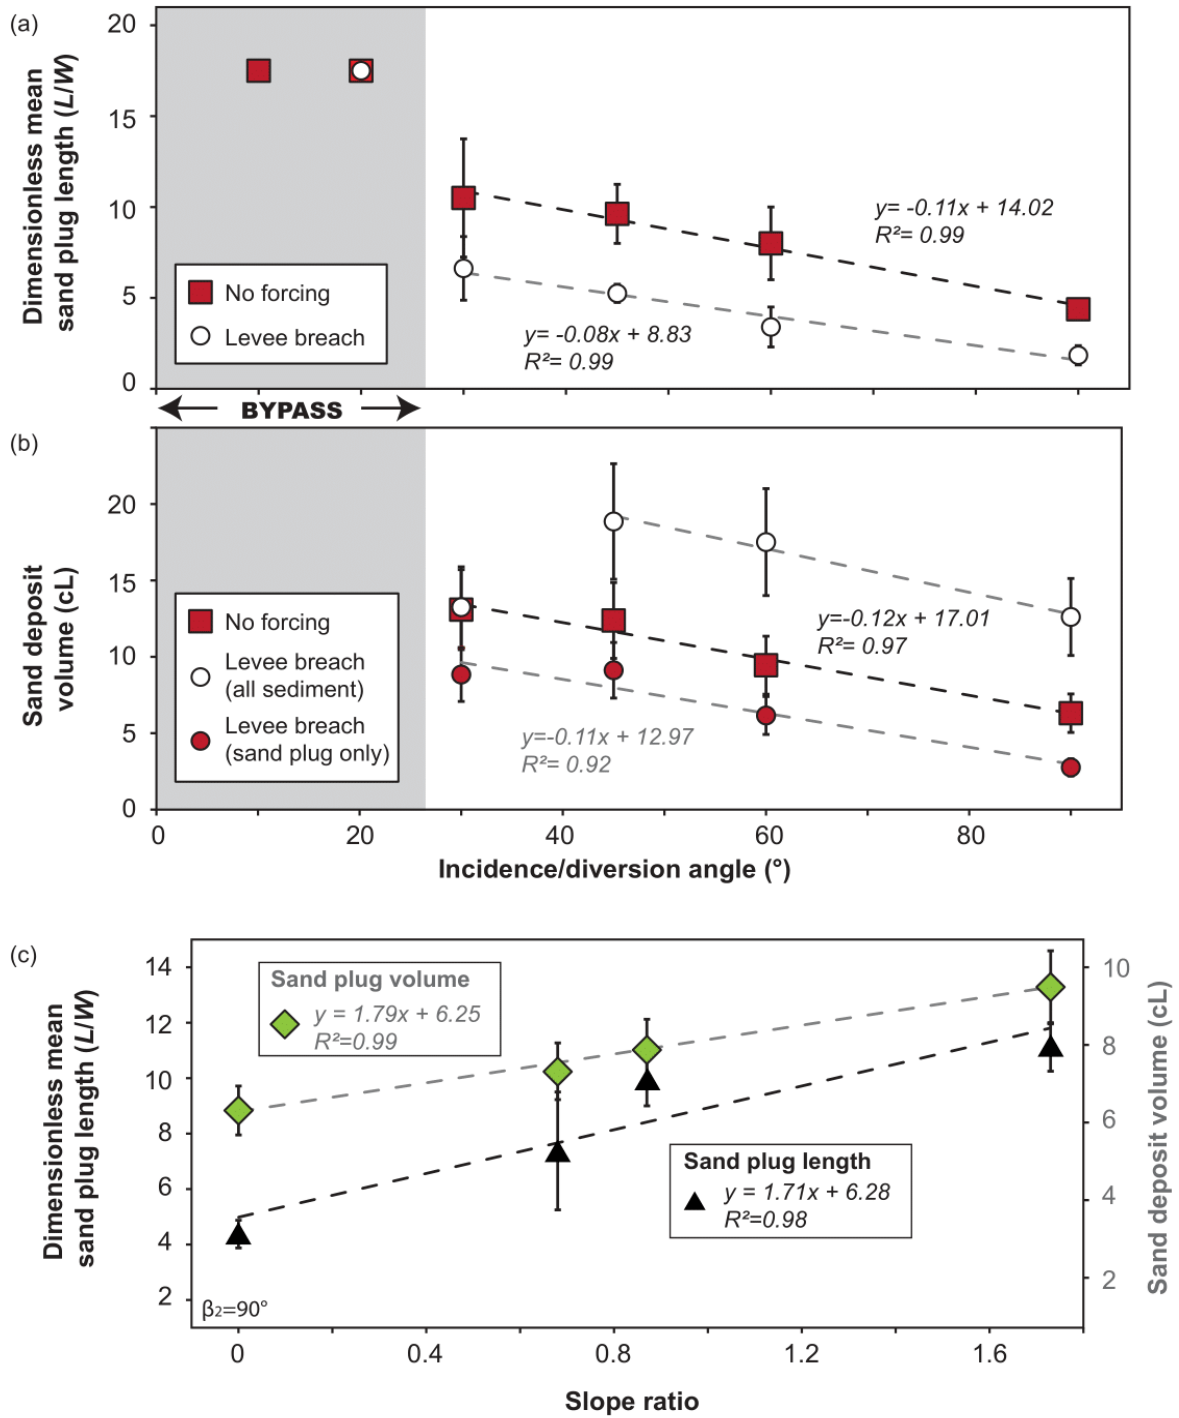 (a)
Dimensionless mean
sand plug length (L/W)
20
15
10
5
0
No forcing
Levee breach
y= -0.11x + 14.02
R²= 0.99
y= -0.08x + 8.83
R²= 0.99
BYPASS
(b)
Sand deposit
volume (cL)
20
15
10
5
0
No forcing
Levee breach
(all sediment)
Levee breach
(sand plug only)
y=-0.12x + 17.01
R²= 0.97
y=-0.11x + 12.97
R²= 0.92
0 20 40 60 80
Incidence/diversion angle (°)
(c)
Dimensionless mean
sand plug length (L/W)
14
12
10
8
6
4
2
Sand plug volume
y = 1.79x + 6.25
R²=0.99
Sand plug length
y = 1.71x + 6.28
R²=0.98
β₂=90°
10
8
6
4
2
Sand deposit volume (cL)
0 0.4 0.8 1.2 1.6
Slope ratio